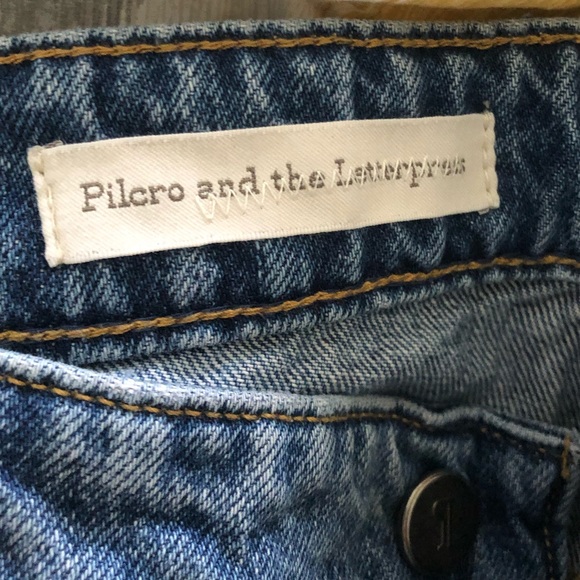 Pilcro and the Letterpress